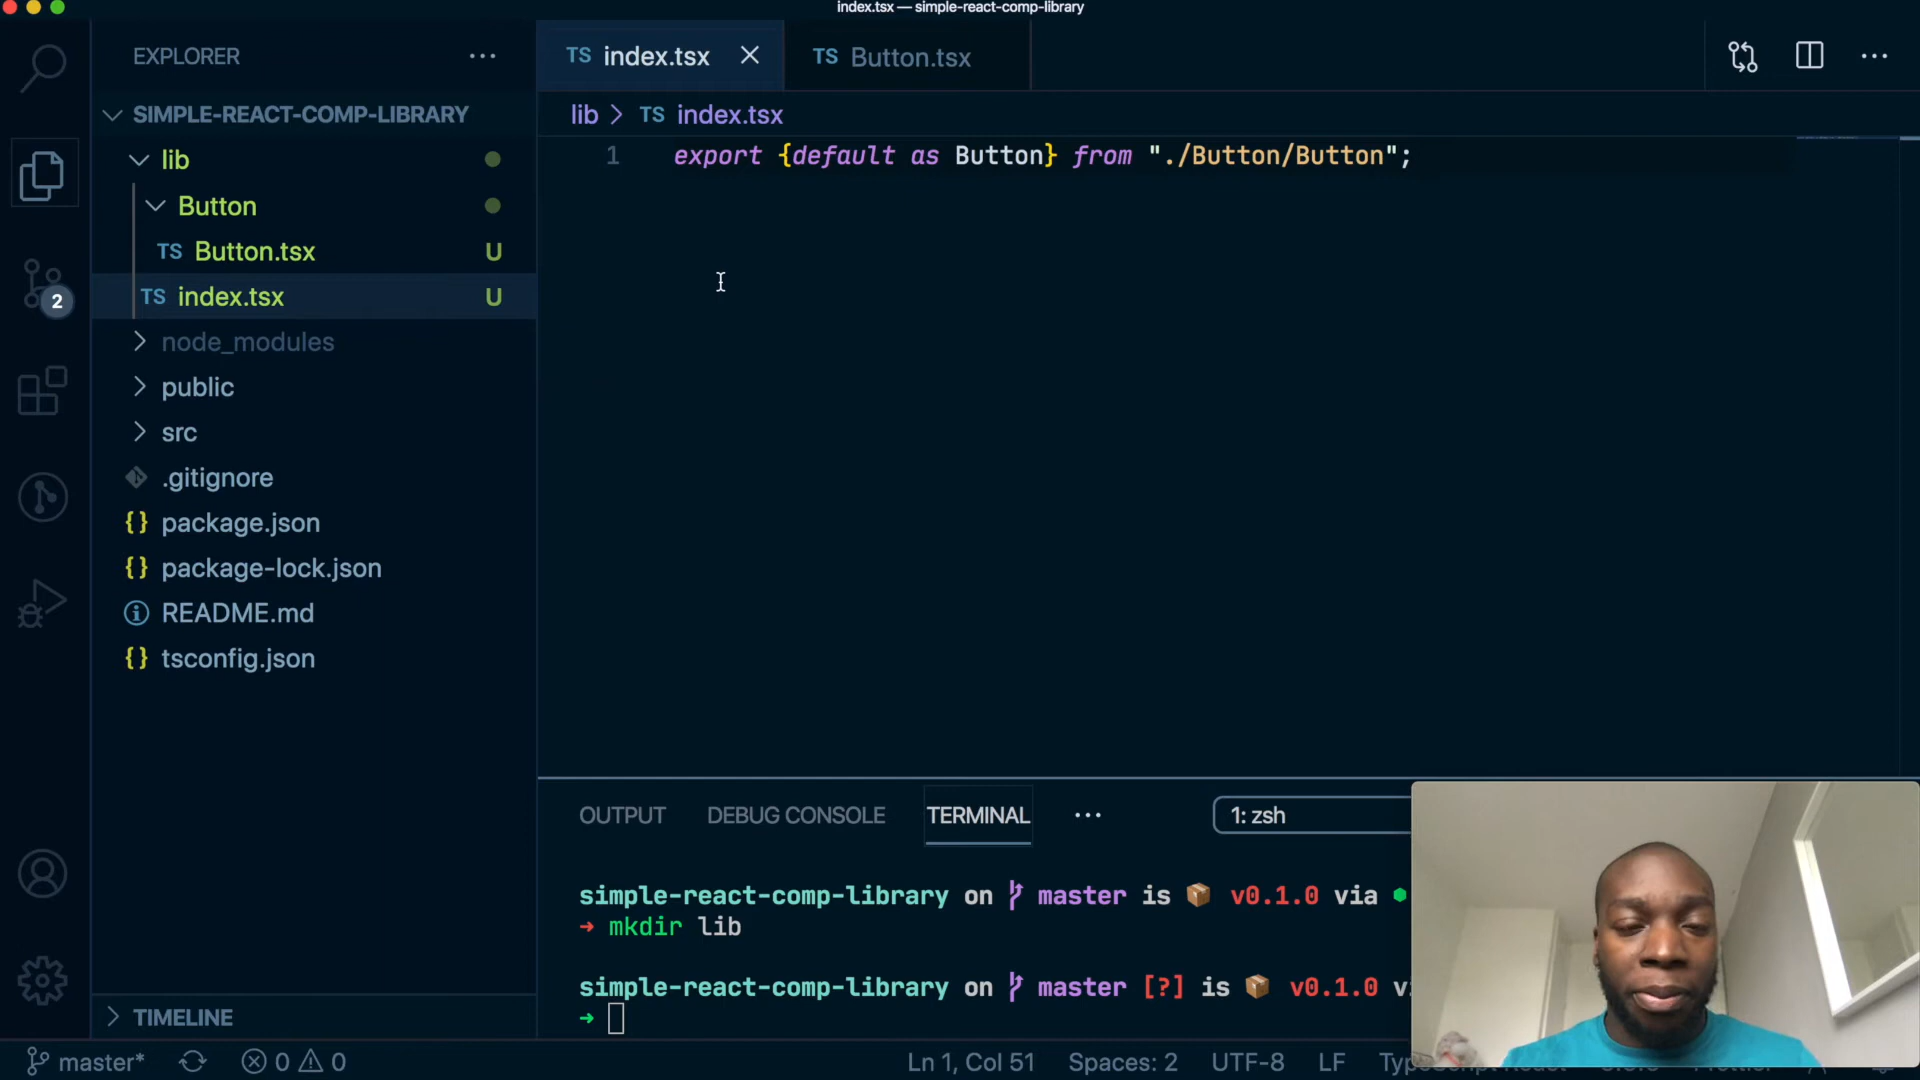 index.tsx — simple-react-comp-library
EXPLORER
SIMPLE-REACT-COMP-LIBRARY
lib
Button
TS Button.tsx U
TS index.tsx U
node_modules
public
src
.gitignore
{} package.json
{} package-lock.json
README.md
{} tsconfig.json
TIMELINE
2
TS index.tsx
TS Button.tsx
lib > TS index.tsx
1 export {default as Button} from "./Button/Button";
OUTPUT DEBUG CONSOLE TERMINAL ··· 1: zsh
simple-react-comp-library on master is 📦 v0.1.0 via
→ mkdir lib
simple-react-comp-library on master [?] is 📦 v0.1.0
→
master* 0 0 Ln 1, Col 51 Spaces: 2 UTF-8 LF